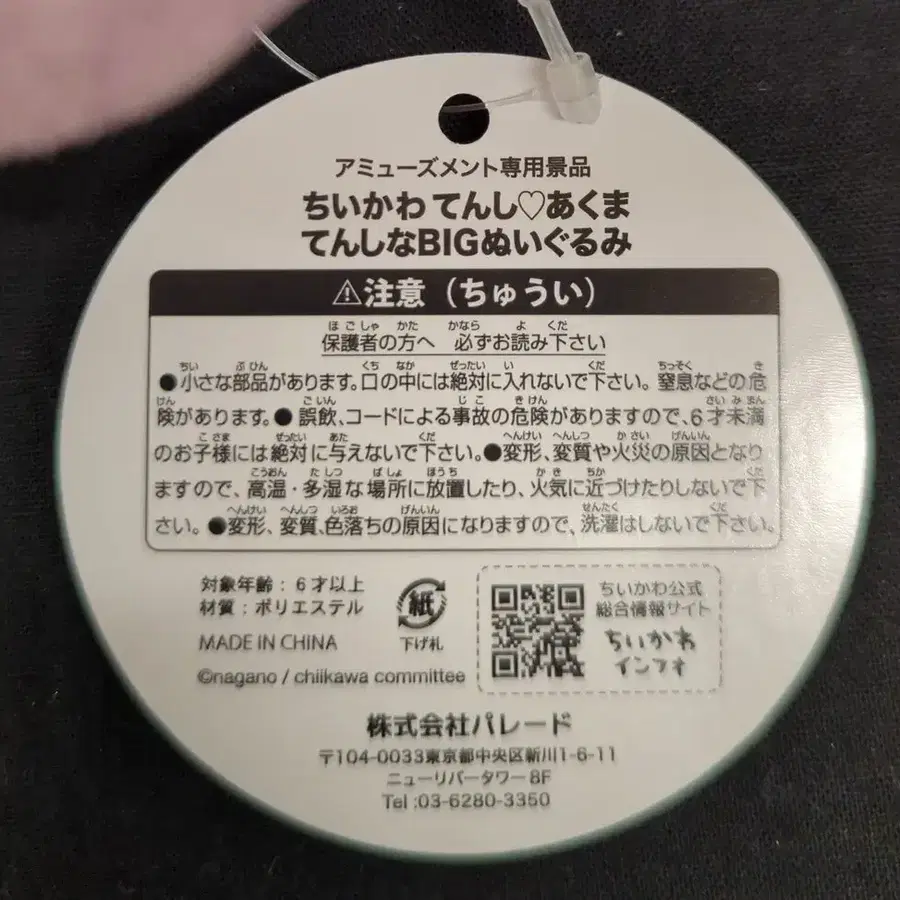 アミューズメント専用景品
ちいかわ てんし♡あくま
てんしなBIGぬいぐるみ
⚠注意（ちゅうい）
保護者の方へ 必ずお読み下さい
●小さな部品があります。口の中には絶対に入れないで下さい。窒息などの危
険があります。●誤飲、コードによる事故の危険がありますので、6才未満
のお子様には絶対に与えないで下さい。●変形、変質や火災の原因となり
ますので、高温・多湿な場所に放置したり、火気に近づけたりしないで下
さい。●変形、変質、色落ちの原因になりますので、洗濯はしないで下さい。
対象年齢：6才以上
材質：ポリエステル
MADE IN CHINA
©nagano / chiikawa committee
紙
下げ札
ちいかわ公式
総合情報サイト
ちいかわ
インフォ
株式会社パレード
〒104-0033東京都中央区新川1-6-11
ニューリバータワー8F
Tel :03-6280-3350